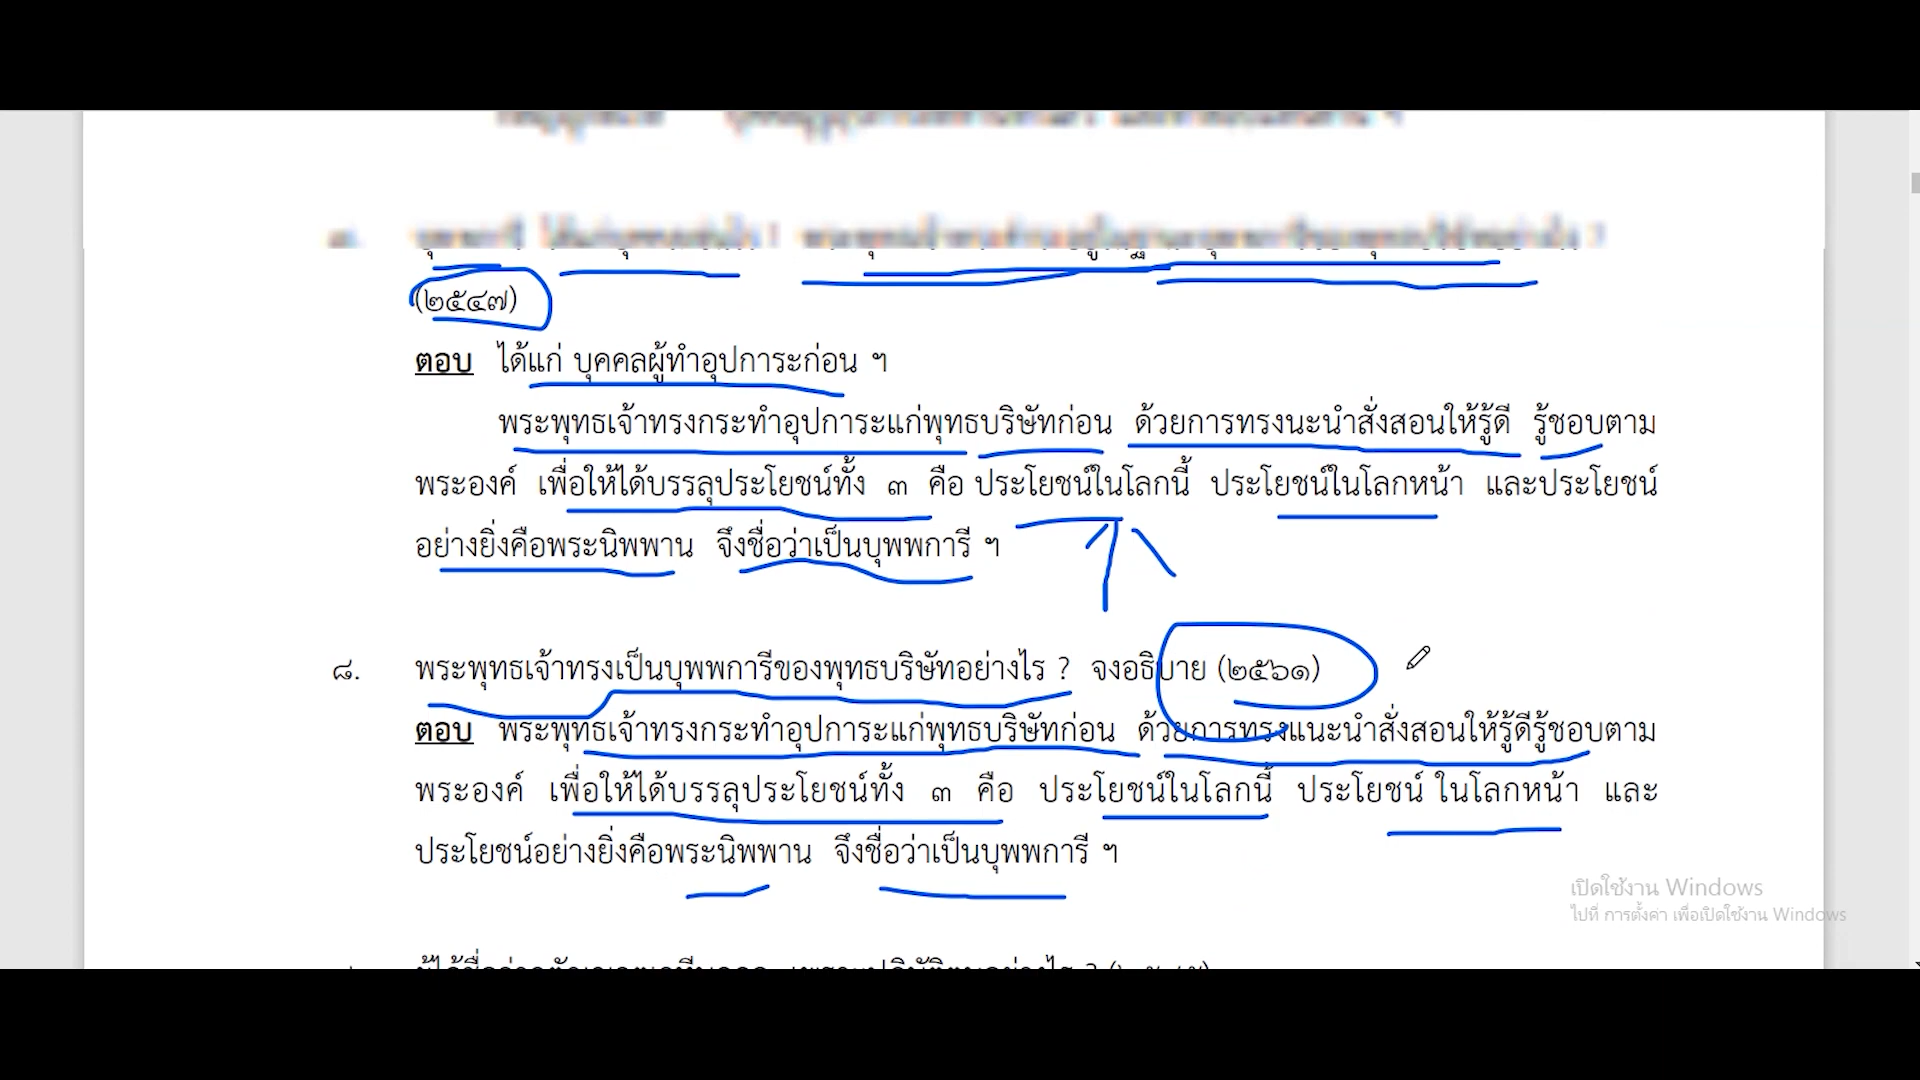 (๒๕๔๗)
ตอบ ได้แก่ บุคคลผู้ทำอุปการะก่อน ฯ
พระพุทธเจ้าทรงกระทำอุปการะแก่พุทธบริษัทก่อน ด้วยการทรงนะนำสั่งสอนให้รู้ดี รู้ชอบตาม
พระองค์ เพื่อให้ได้บรรลุประโยชน์ทั้ง ๓ คือ ประโยชน์ในโลกนี้ ประโยชน์ในโลกหน้า และประโยชน์
อย่างยิ่งคือพระนิพพาน จึงชื่อว่าเป็นบุพพการี ฯ
๘. พระพุทธเจ้าทรงเป็นบุพพการีของพุทธบริษัทอย่างไร ? จงอธิบาย (๒๕๖๑)
ตอบ พระพุทธเจ้าทรงกระทำอุปการะแก่พุทธบริษัทก่อน ด้วยการทรงแนะนำสั่งสอนให้รู้ดีรู้ชอบตาม
พระองค์ เพื่อให้ได้บรรลุประโยชน์ทั้ง ๓ คือ ประโยชน์ในโลกนี้ ประโยชน์ ในโลกหน้า และ
ประโยชน์อย่างยิ่งคือพระนิพพาน จึงชื่อว่าเป็นบุพพการี ฯ
เปิดใช้งาน Windows
ไปที่ การตั้งค่า เพื่อเปิดใช้งาน Windows